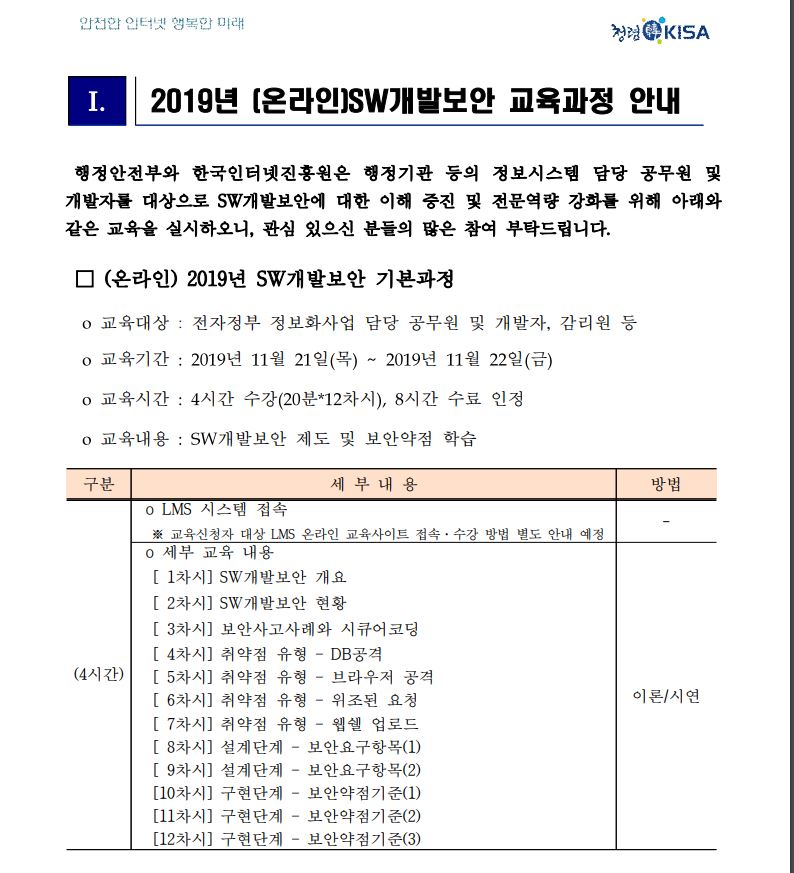 안전한 인터넷 행복한 미래
청렴 KISA
Ⅰ. 2019년 (온라인)SW개발보안 교육과정 안내
행정안전부와 한국인터넷진흥원은 행정기관 등의 정보시스템 담당 공무원 및
개발자를 대상으로 SW개발보안에 대한 이해 증진 및 전문역량 강화를 위해 아래와
같은 교육을 실시하오니, 관심 있으신 분들의 많은 참여 부탁드립니다.
□ (온라인) 2019년 SW개발보안 기본과정
o 교육대상 : 전자정부 정보화사업 담당 공무원 및 개발자, 감리원 등
o 교육기간 : 2019년 11월 21일(목) ~ 2019년 11월 22일(금)
o 교육시간 : 4시간 수강(20분*12차시), 8시간 수료 인정
o 교육내용 : SW개발보안 제도 및 보안약점 학습
구분 세 부 내 용 방법
o LMS 시스템 접속
※ 교육신청자 대상 LMS 온라인 교육사이트 접속·수강 방법 별도 안내 예정
-
o 세부 교육 내용
[ 1차시] SW개발보안 개요
[ 2차시] SW개발보안 현황
[ 3차시] 보안사고사례와 시큐어코딩
[ 4차시] 취약점 유형 - DB공격
[ 5차시] 취약점 유형 - 브라우저 공격
[ 6차시] 취약점 유형 - 위조된 요청
[ 7차시] 취약점 유형 - 웹쉘 업로드
[ 8차시] 설계단계 - 보안요구항목(1)
[ 9차시] 설계단계 - 보안요구항목(2)
[10차시] 구현단계 - 보안약점기준(1)
[11차시] 구현단계 - 보안약점기준(2)
[12차시] 구현단계 - 보안약점기준(3)
(4시간)
이론/시연